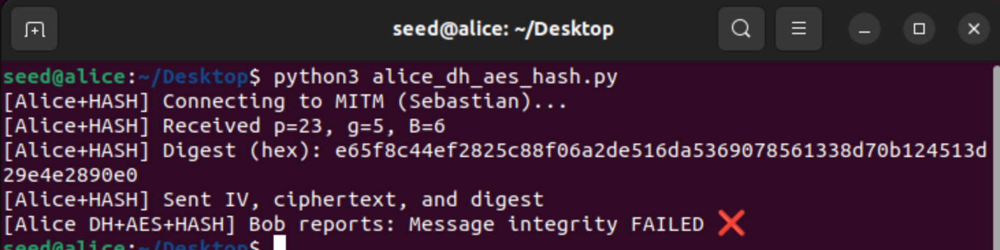 seed@alice: ~/Desktop
seed@alice:~/Desktop$ python3 alice_dh_aes_hash.py
[Alice+HASH] Connecting to MITM (Sebastian)...
[Alice+HASH] Received p=23, g=5, B=6
[Alice+HASH] Digest (hex): e65f8c44ef2825c88f06a2de516da5369078561338d70b124513d
29e4e2890e0
[Alice+HASH] Sent IV, ciphertext, and digest
[Alice DH+AES+HASH] Bob reports: Message integrity FAILED ❌
seed@alice:~/Desktop$